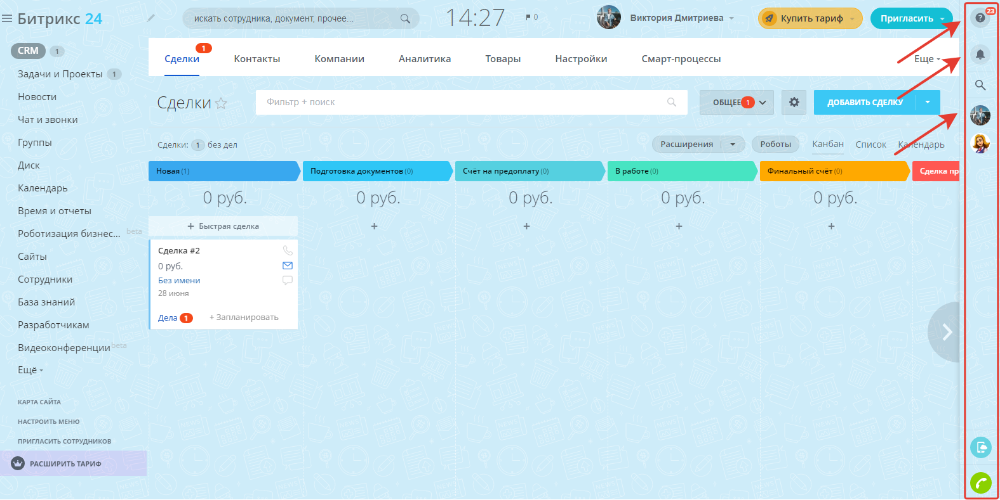 Битрикс 24
искать сотрудника, документ, прочее...
14:27
0
Виктория Дмитриева
Купить тариф
Пригласить
23
CRM 1
Задачи и Проекты 1
Новости
Чат и звонки
Группы
Диск
Календарь
Время и отчеты
Роботизация бизнес... beta
Сайты
Сотрудники
База знаний
Разработчикам
Видеоконференции beta
Ещё
КАРТА САЙТА
НАСТРОИТЬ МЕНЮ
ПРИГЛАСИТЬ СОТРУДНИКОВ
РАСШИРИТЬ ТАРИФ
1
Сделки Контакты Компании Аналитика Товары Настройки Смарт-процессы Еще
Сделки
Фильтр + поиск
ОБЩЕЕ 1
ДОБАВИТЬ СДЕЛКУ
Сделки: 1 без дел
Расширения Роботы Канбан Список Календарь
Новая (1) Подготовка документов (0) Счёт на предоплату (0) В работе (0) Финальный счёт (0) Сделка пр
0 руб. 0 руб. 0 руб. 0 руб. 0 руб.
+ Быстрая сделка + + + +
Сделка #2
0 руб.
Без имени
28 июня
Дела 1 + Запланировать